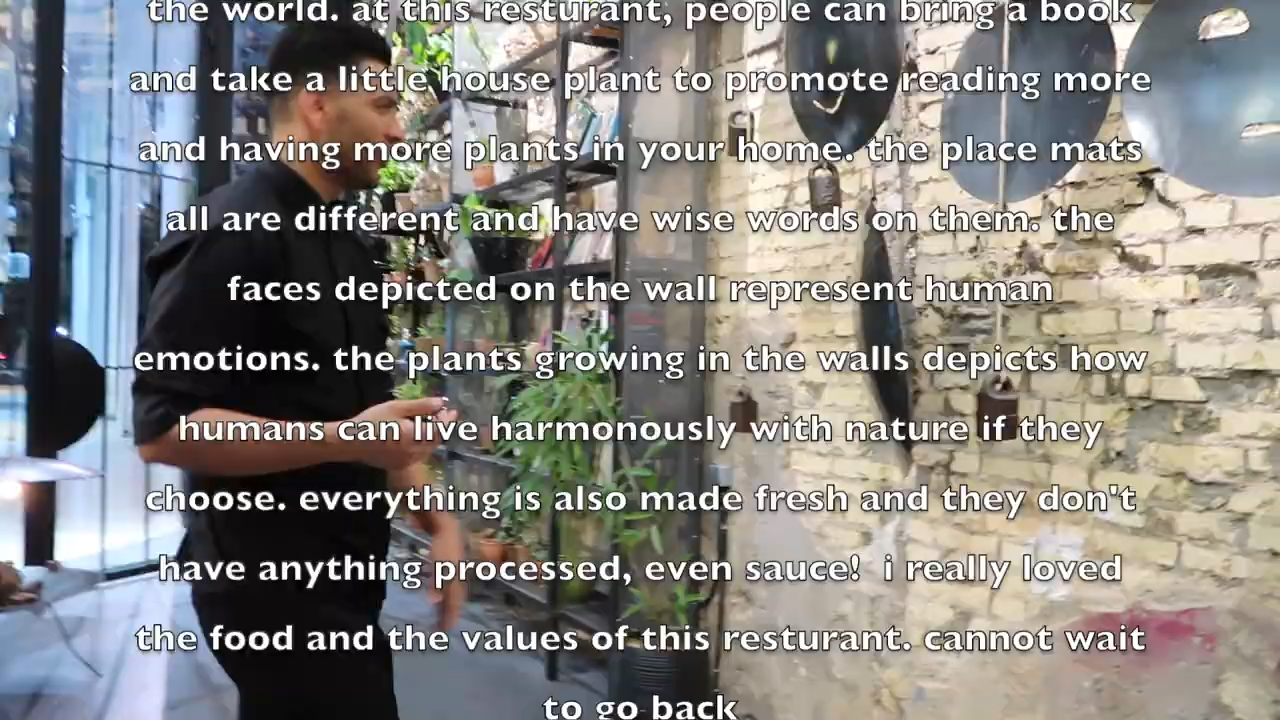 the world. at this resturant, people can bring a book
and take a little house plant to promote reading more
and having more plants in your home. the place mats
all are different and have wise words on them. the
faces depicted on the wall represent human
emotions. the plants growing in the walls depicts how
humans can live harmonously with nature if they
choose. everything is also made fresh and they don't
have anything processed, even sauce!  i really loved
the food and the values of this resturant. cannot wait
to go back